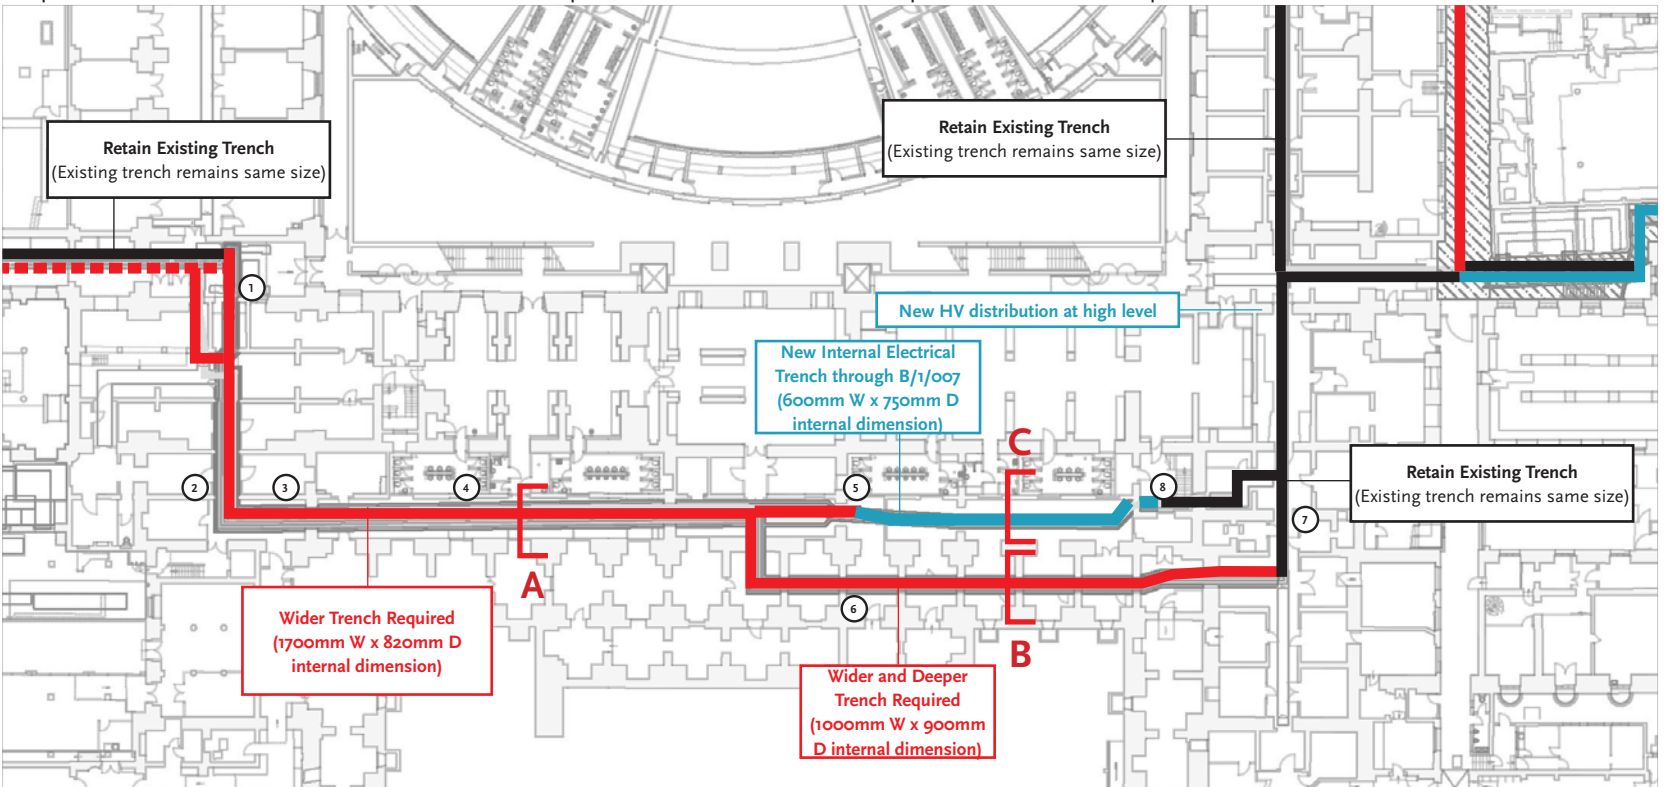 Retain Existing Trench
(Existing trench remains same size)
Retain Existing Trench
(Existing trench remains same size)
1
New HV distribution at high level
New Internal Electrical
Trench through B/1/007
(600mm W x 750mm D
internal dimension)
C
Retain Existing Trench
(Existing trench remains same size)
2
3
4
5
8
7
A
6
B
Wider Trench Required
(1700mm W x 820mm D
internal dimension)
Wider and Deeper
Trench Required
(1000mm W x 900mm
D internal dimension)